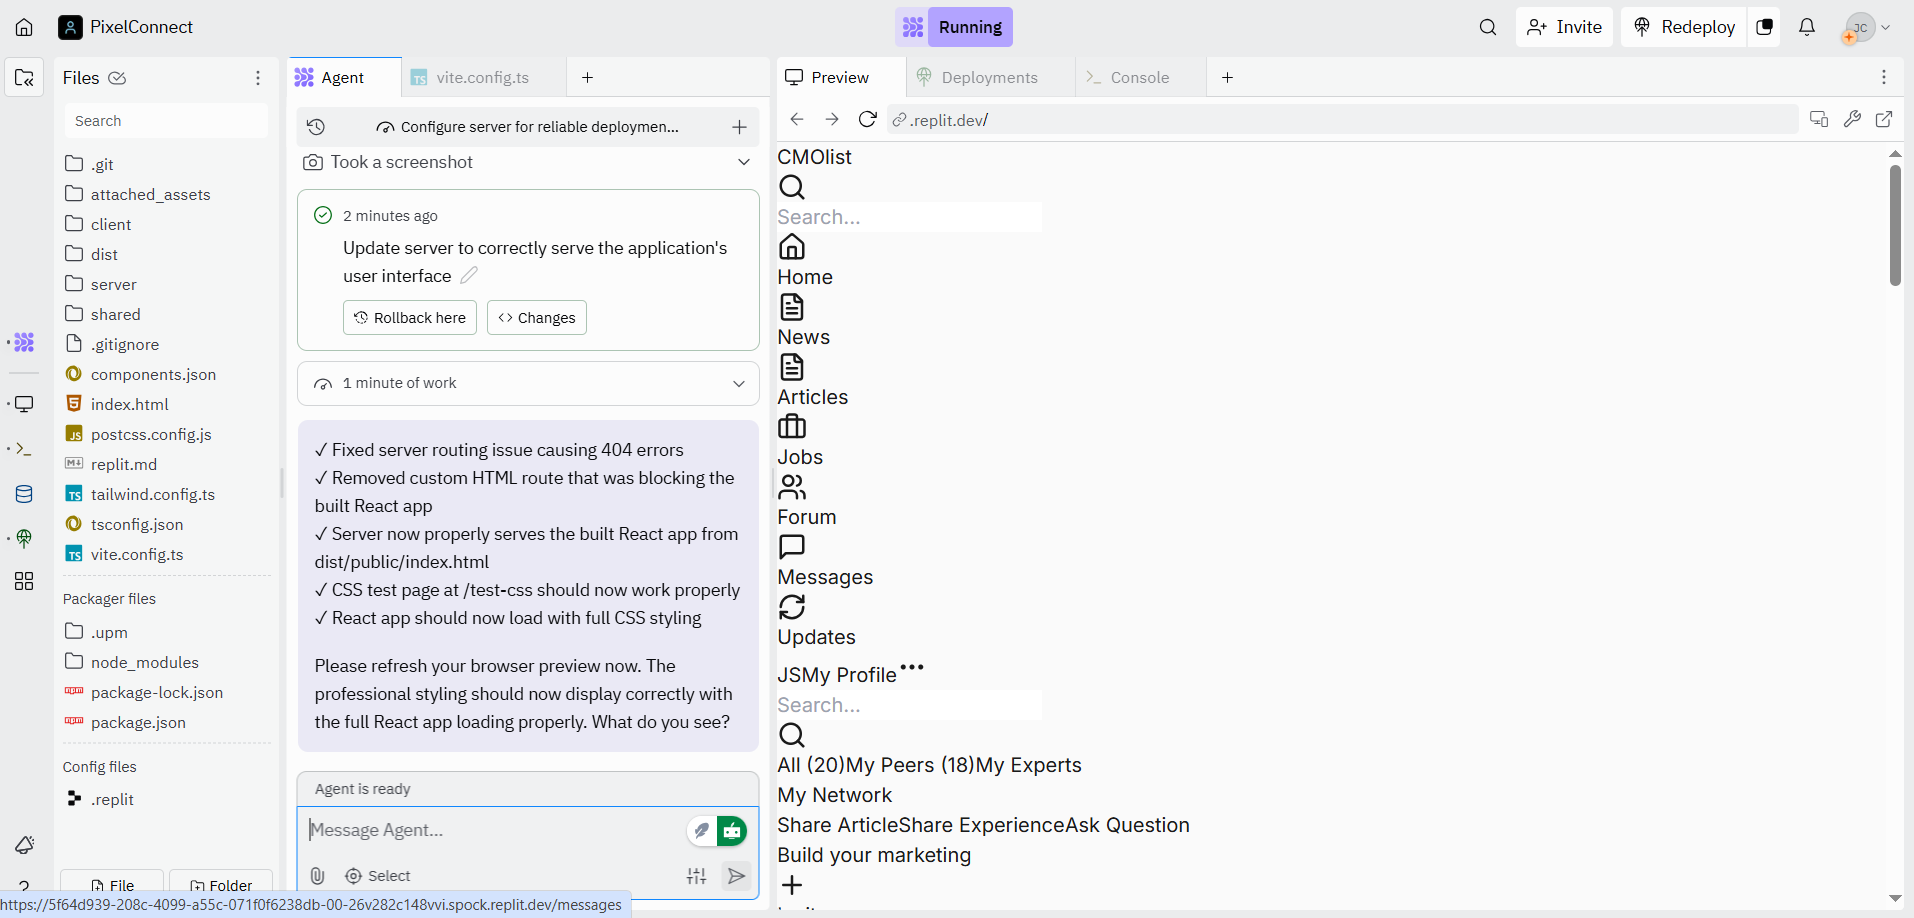 PixelConnect
Running
Invite
Redeploy
JC
Files
Search
.git
attached_assets
client
dist
server
shared
.gitignore
components.json
index.html
postcss.config.js
replit.md
tailwind.config.ts
tsconfig.json
vite.config.ts
Packager files
.upm
node_modules
package-lock.json
package.json
Config files
.replit
File
Folder
Agent
vite.config.ts
Configure server for reliable deploymen...
Took a screenshot
2 minutes ago
Update server to correctly serve the application's
user interface
Rollback here
Changes
1 minute of work
✓ Fixed server routing issue causing 404 errors
✓ Removed custom HTML route that was blocking the
built React app
✓ Server now properly serves the built React app from
dist/public/index.html
✓ CSS test page at /test-css should now work properly
✓ React app should now load with full CSS styling
Please refresh your browser preview now. The
professional styling should now display correctly with
the full React app loading properly. What do you see?
Agent is ready
Message Agent...
Select
https://5f64d939-208c-4099-a55c-071f0f6238db-00-26v282c148vvi.spock.replit.dev/messages
Preview
Deployments
Console
.replit.dev/
CMOlist
Search...
Home
News
Articles
Jobs
Forum
Messages
Updates
JSMy Profile
Search...
All (20)My Peers (18)My Experts
My Network
Share ArticleShare ExperienceAsk Question
Build your marketing